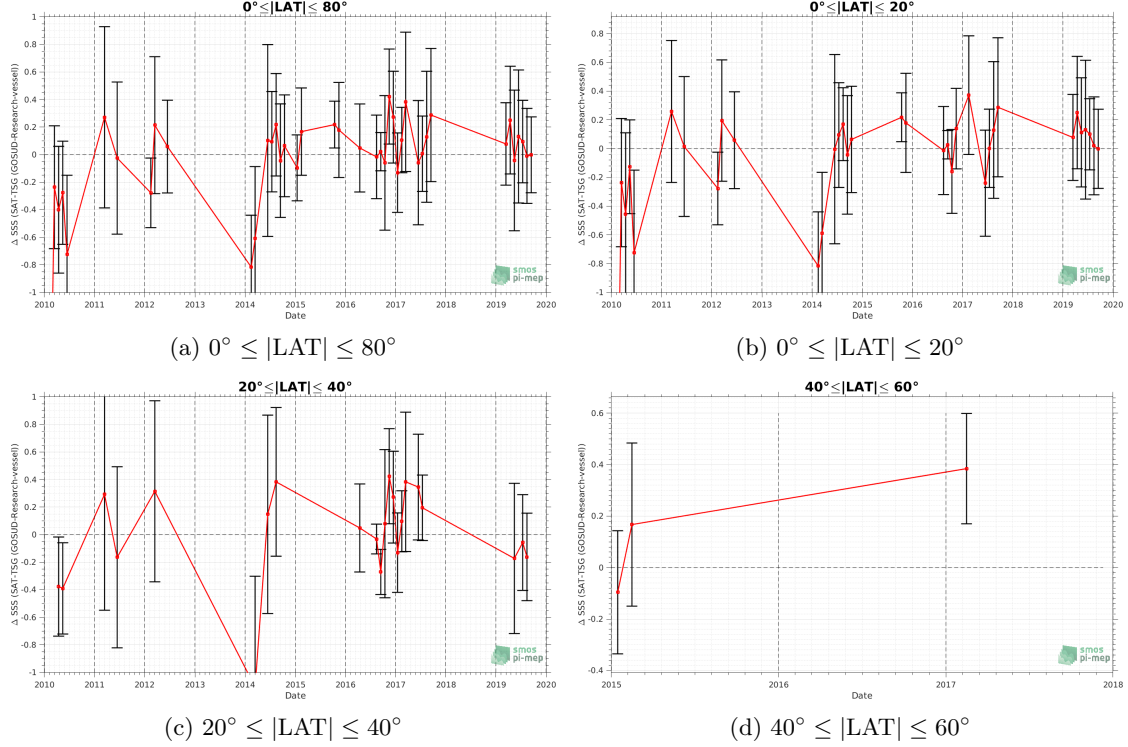 0°≤|LAT|≤ 80°
Δ SSS (SAT-TSG (GOSUD-Research-vessel))
1
0.8
0.6
0.4
0.2
0
-0.2
-0.4
-0.6
-0.8
-1
2010 2011 2012 2013 2014 2015 2016 2017 2018 2019 2020
Date
smos
pi-mep
(a) 0° ≤ |LAT| ≤ 80°
0°≤|LAT|≤ 20°
Δ SSS (SAT-TSG (GOSUD-Research-vessel))
1
0.8
0.6
0.4
0.2
0
-0.2
-0.4
-0.6
-0.8
-1
2010 2011 2012 2013 2014 2015 2016 2017 2018 2019 2020
Date
smos
pi-mep
(b) 0° ≤ |LAT| ≤ 20°
20°≤|LAT|≤ 40°
Δ SSS (SAT-TSG (GOSUD-Research-vessel))
1
0.8
0.6
0.4
0.2
0
-0.2
-0.4
-0.6
-0.8
-1
2010 2011 2012 2013 2014 2015 2016 2017 2018 2019 2020
Date
smos
pi-mep
(c) 20° ≤ |LAT| ≤ 40°
40°≤|LAT|≤ 60°
Δ SSS (SAT-TSG (GOSUD-Research-vessel))
0.6
0.4
0.2
0
-0.2
-0.4
2015 2016 2017 2018
Date
smos
pi-mep
(d) 40° ≤ |LAT| ≤ 60°